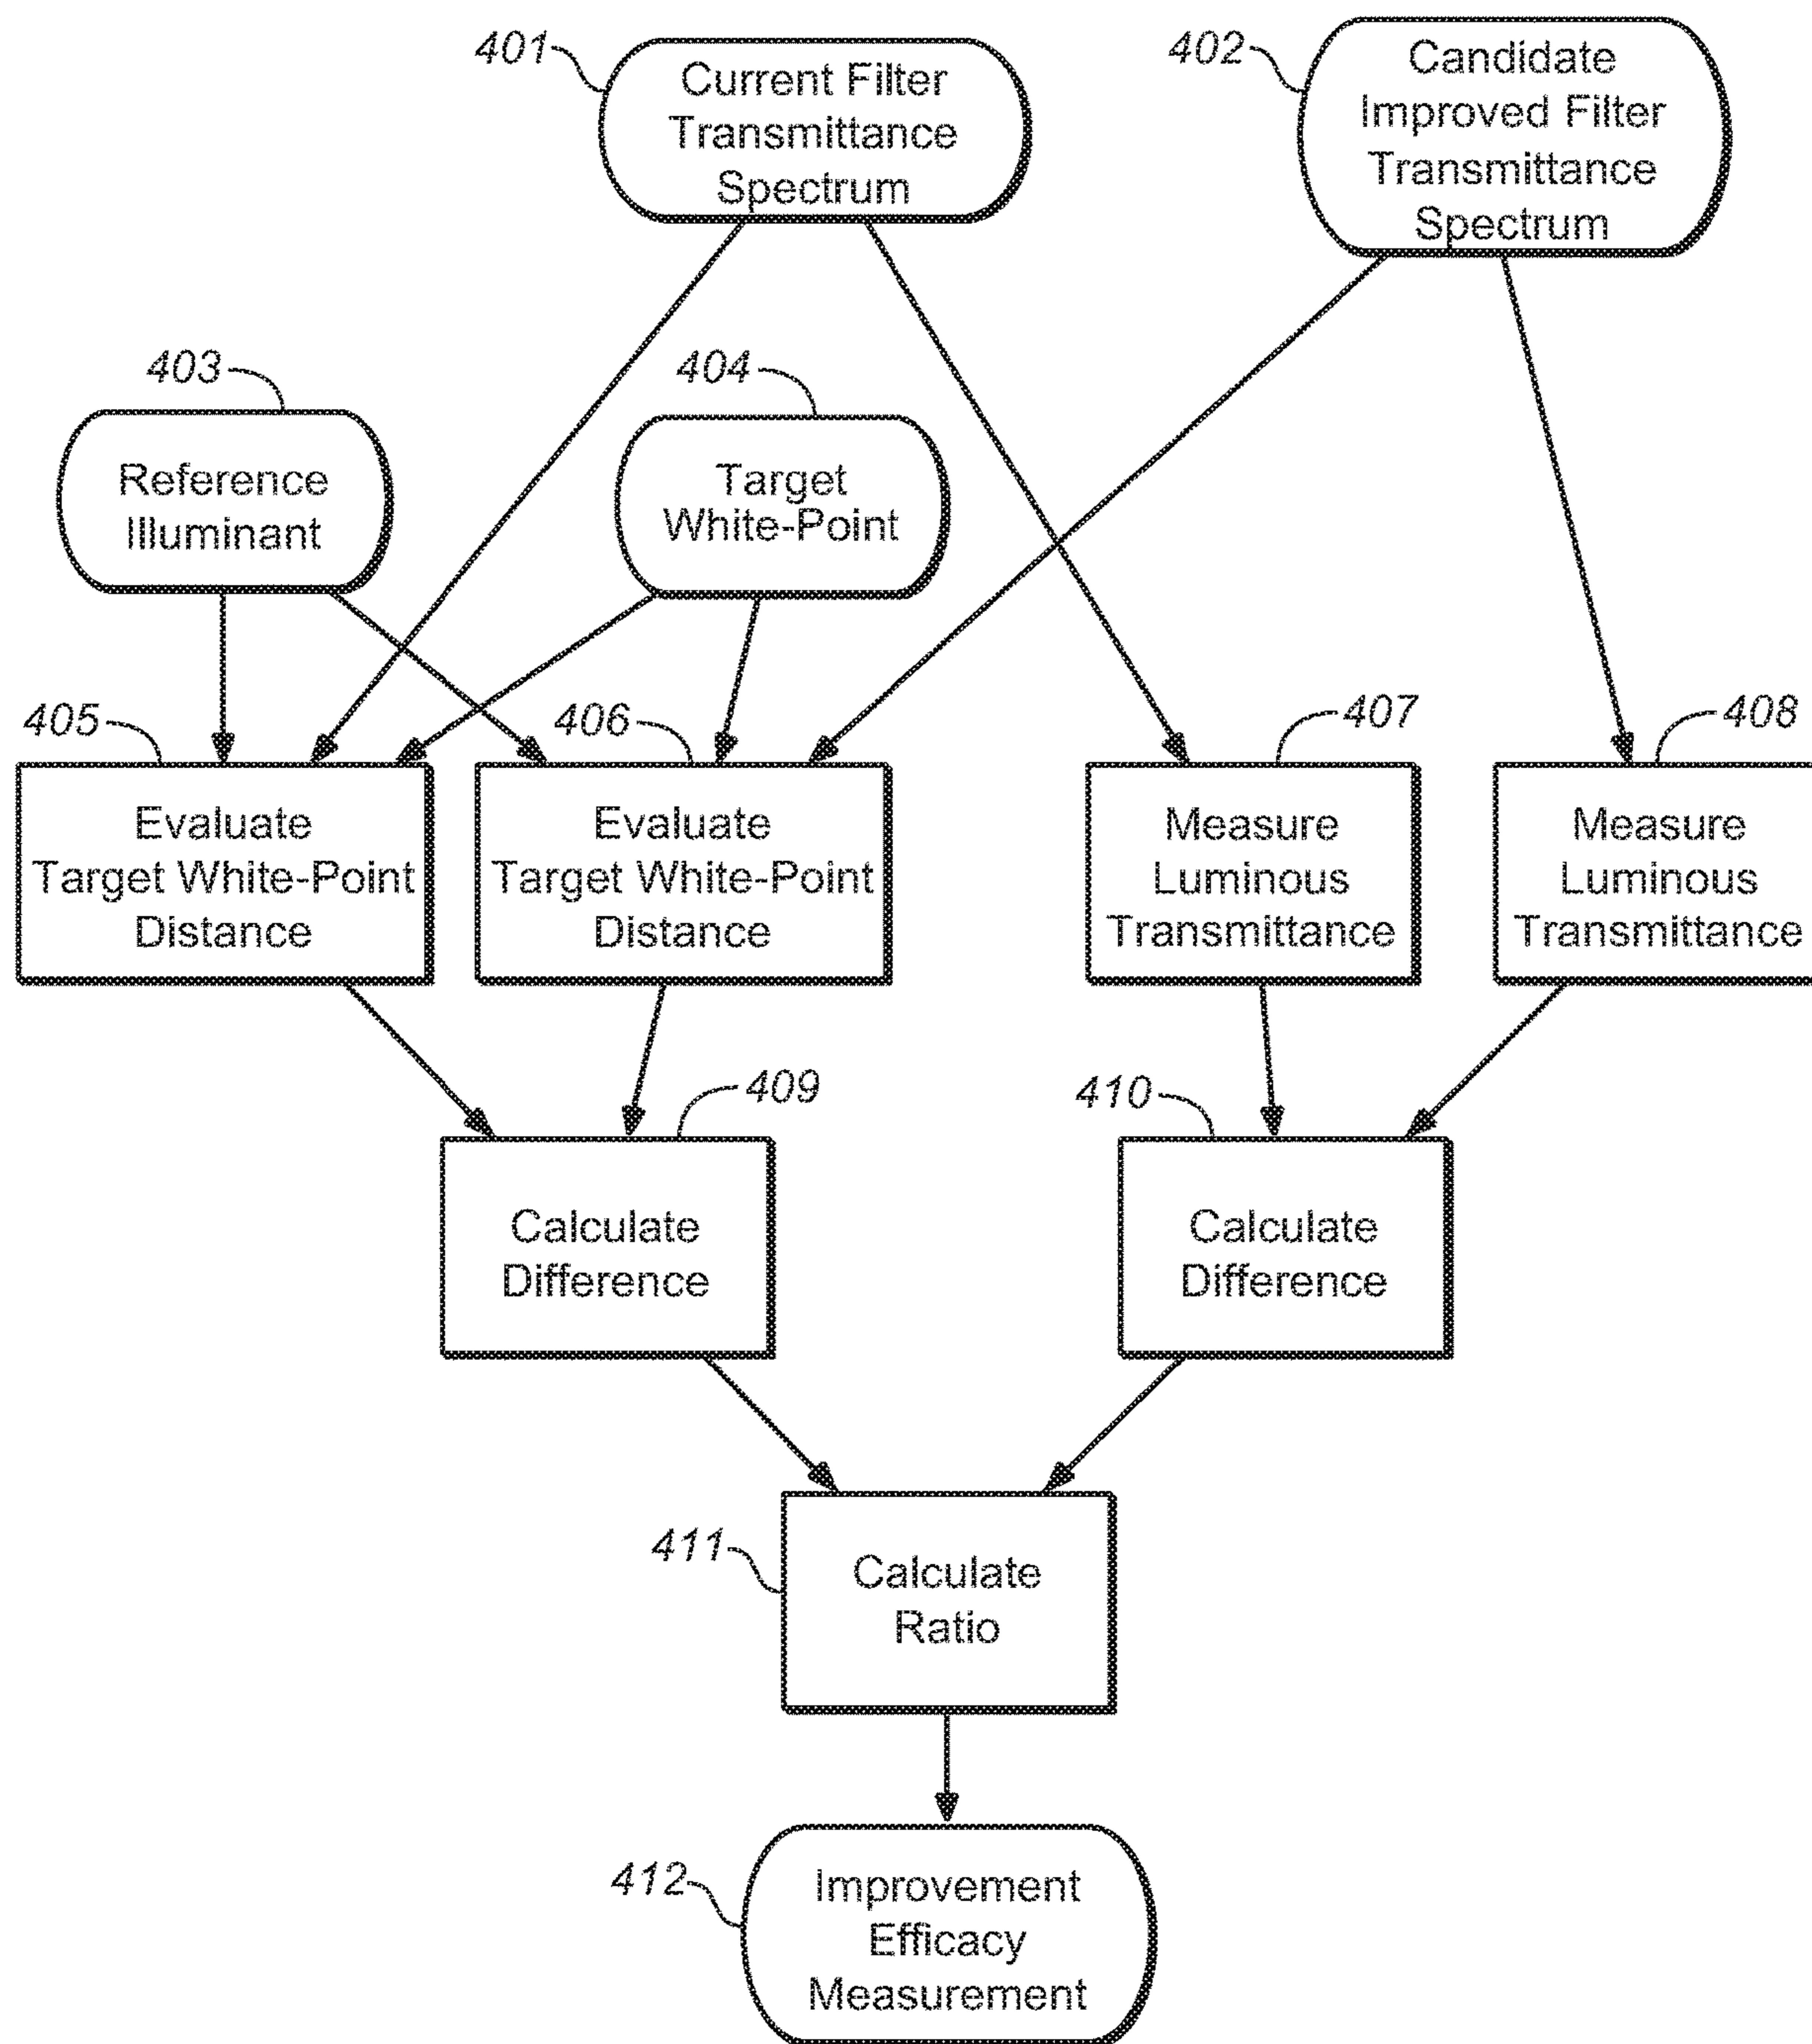 401
Current Filter
Transmittance
Spectrum
402
Candidate
Improved Filter
Transmittance
Spectrum
403
Reference
Illuminant
404
Target
White-Point
405
Evaluate
Target White-Point
Distance
406
Evaluate
Target White-Point
Distance
407
Measure
Luminous
Transmittance
408
Measure
Luminous
Transmittance
409
Calculate
Difference
410
Calculate
Difference
411
Calculate
Ratio
412
Improvement
Efficacy
Measurement